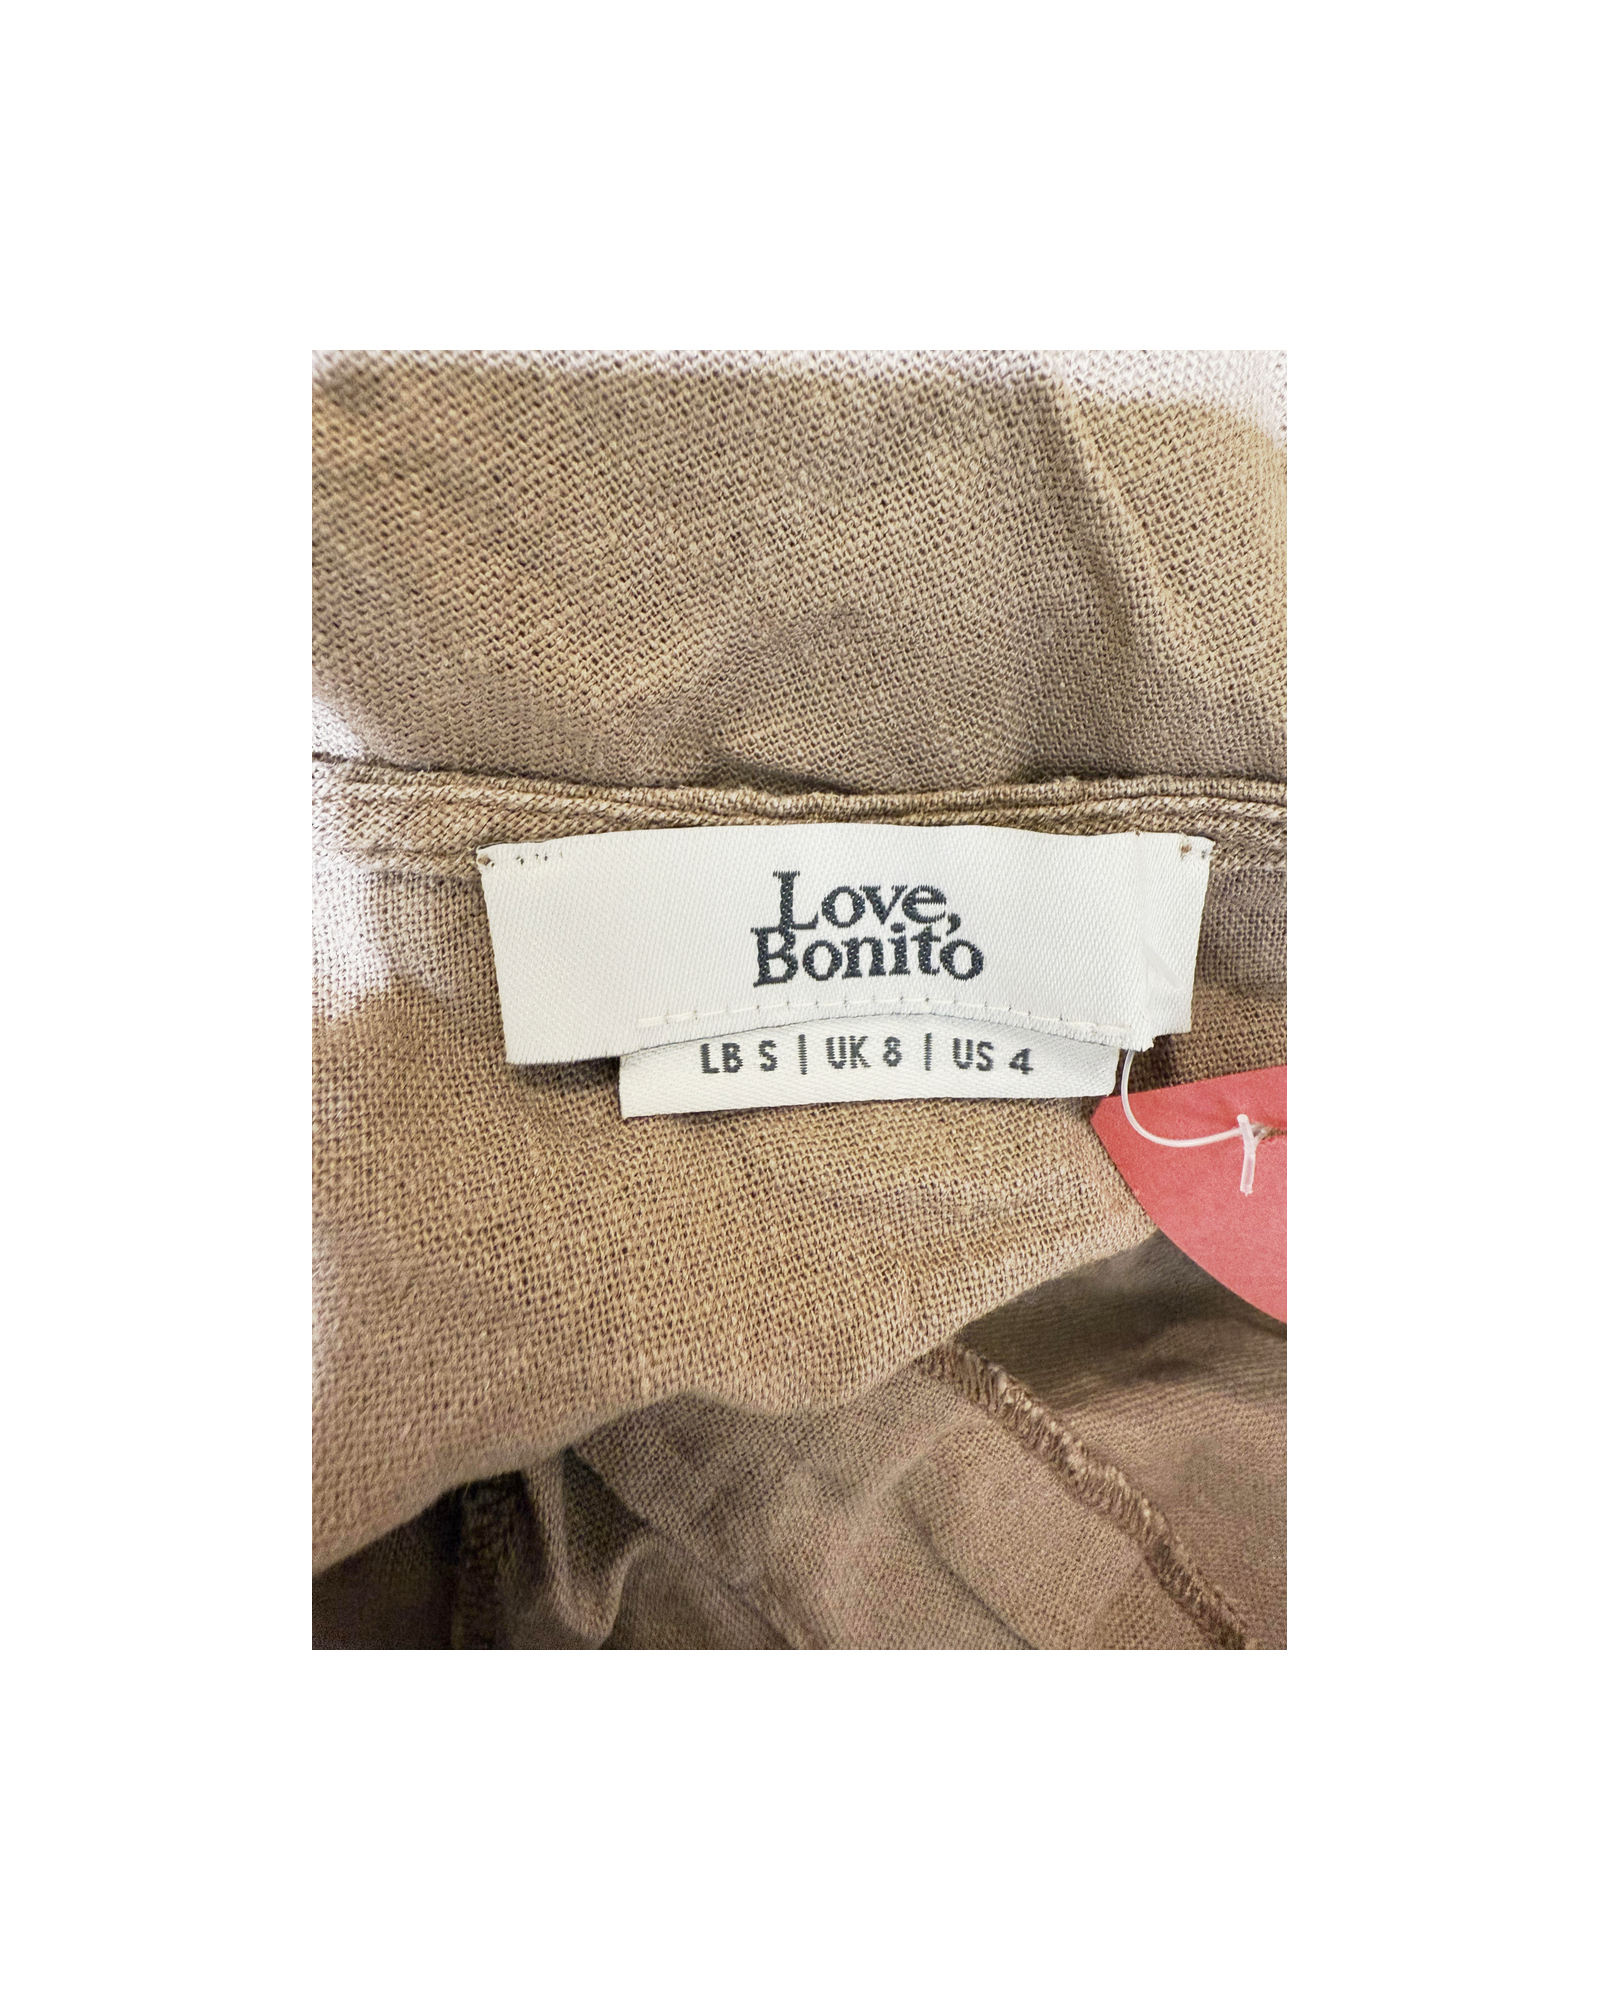 Love,
Bonito
LB S | UK 8 | US 4